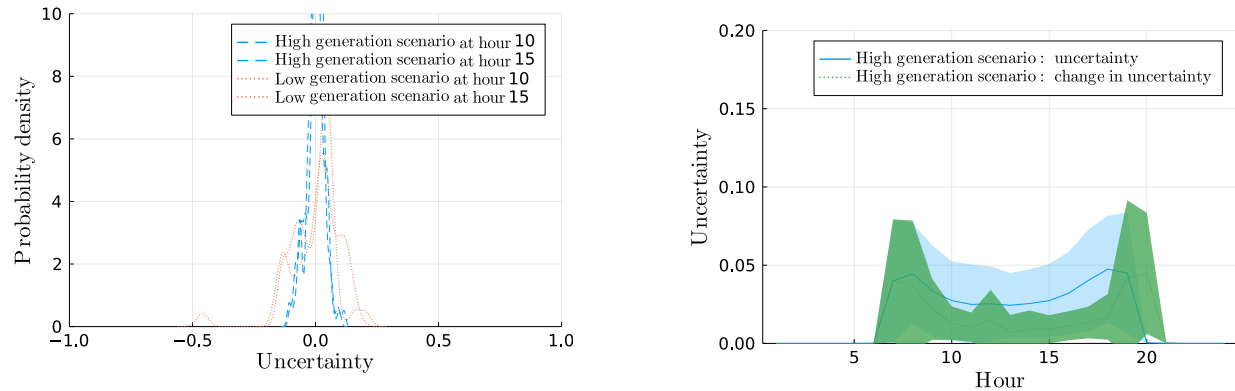 10
8
6
4
2
0
Probability density
High generation scenario at hour 10
High generation scenario at hour 15
Low generation scenario at hour 10
Low generation scenario at hour 15
−1.0 −0.5 0.0 0.5 1.0
Uncertainty
0.20
0.15
0.10
0.05
0.00
Uncertainty
High generation scenario : uncertainty
High generation scenario : change in uncertainty
5 10 15 20
Hour